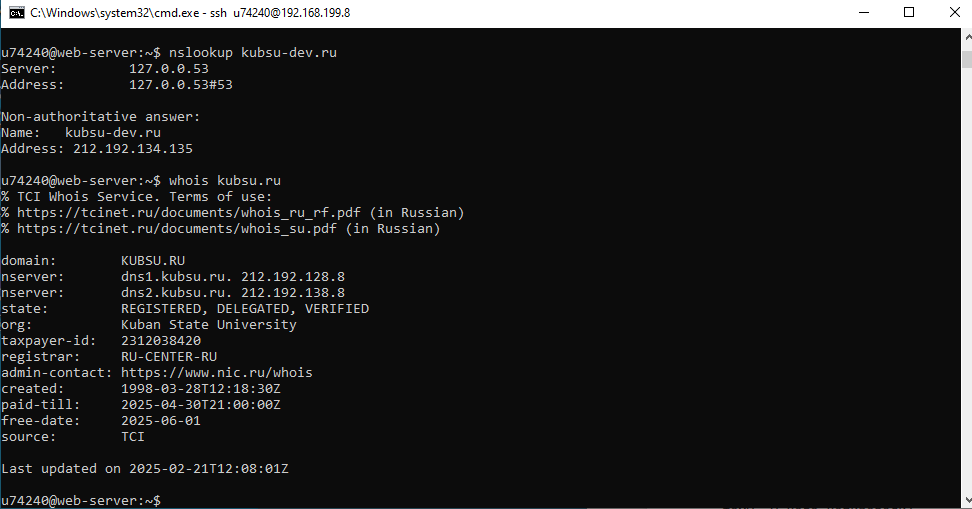 C:\Windows\system32\cmd.exe - ssh u74240@192.168.199.8
u74240@web-server:~$ nslookup kubsu-dev.ru
Server:         127.0.0.53
Address:        127.0.0.53#53
Non-authoritative answer:
Name:   kubsu-dev.ru
Address: 212.192.134.135
u74240@web-server:~$ whois kubsu.ru
% TCI Whois Service. Terms of use:
% https://tcinet.ru/documents/whois_ru_rf.pdf (in Russian)
% https://tcinet.ru/documents/whois_su.pdf (in Russian)
domain:        KUBSU.RU
nserver:       dns1.kubsu.ru. 212.192.128.8
nserver:       dns2.kubsu.ru. 212.192.138.8
state:         REGISTERED, DELEGATED, VERIFIED
org:           Kuban State University
taxpayer-id:   2312038420
registrar:     RU-CENTER-RU
admin-contact: https://www.nic.ru/whois
created:       1998-03-28T12:18:30Z
paid-till:     2025-04-30T21:00:00Z
free-date:     2025-06-01
source:        TCI
Last updated on 2025-02-21T12:08:01Z
u74240@web-server:~$